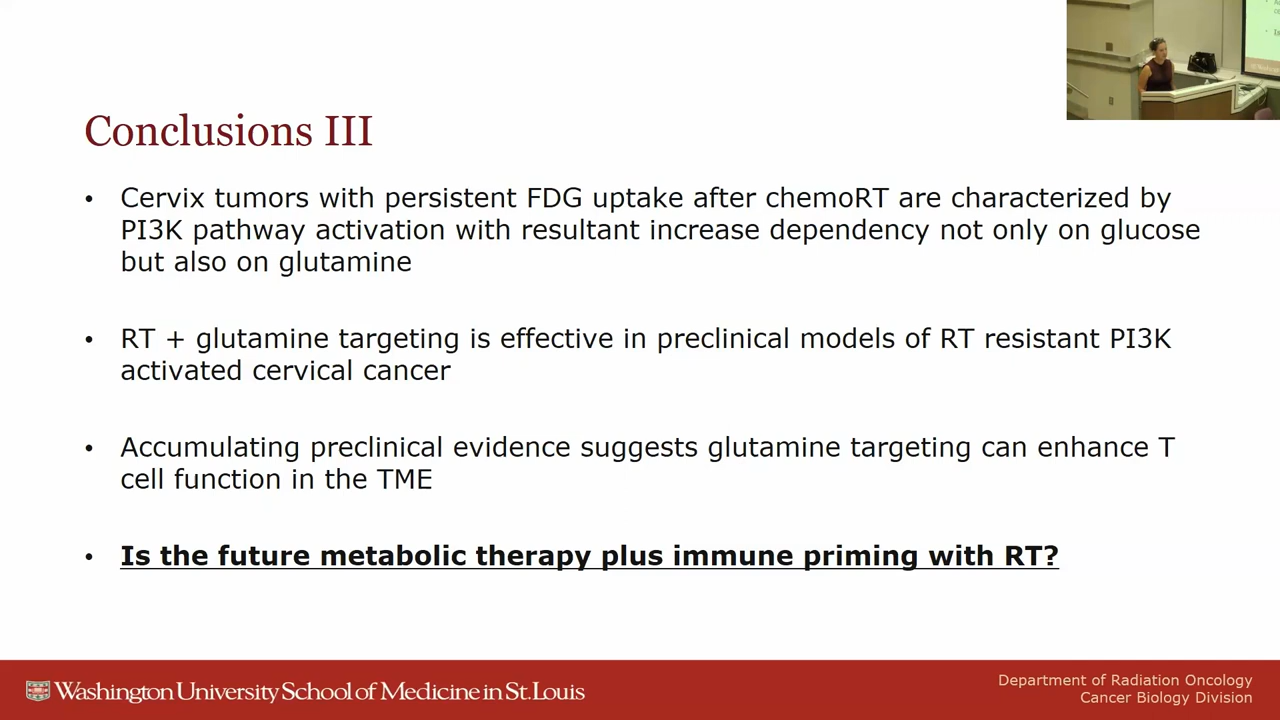 Conclusions III
• Cervix tumors with persistent FDG uptake after chemoRT are characterized by
PI3K pathway activation with resultant increase dependency not only on glucose
but also on glutamine
• RT + glutamine targeting is effective in preclinical models of RT resistant PI3K
activated cervical cancer
• Accumulating preclinical evidence suggests glutamine targeting can enhance T
cell function in the TME
• Is the future metabolic therapy plus immune priming with RT?
Washington University School of Medicine in St. Louis
Department of Radiation Oncology
Cancer Biology Division